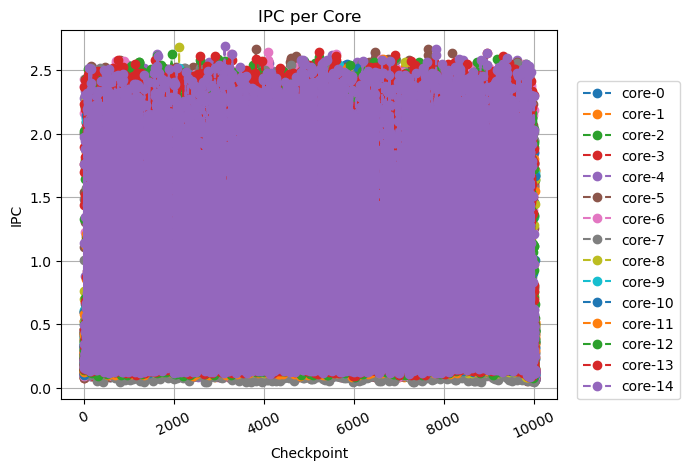 IPC per Core
2.5
2.0
1.5
1.0
0.5
0.0
IPC
0
2000
4000
6000
8000
10000
Checkpoint
core-0
core-1
core-2
core-3
core-4
core-5
core-6
core-7
core-8
core-9
core-10
core-11
core-12
core-13
core-14